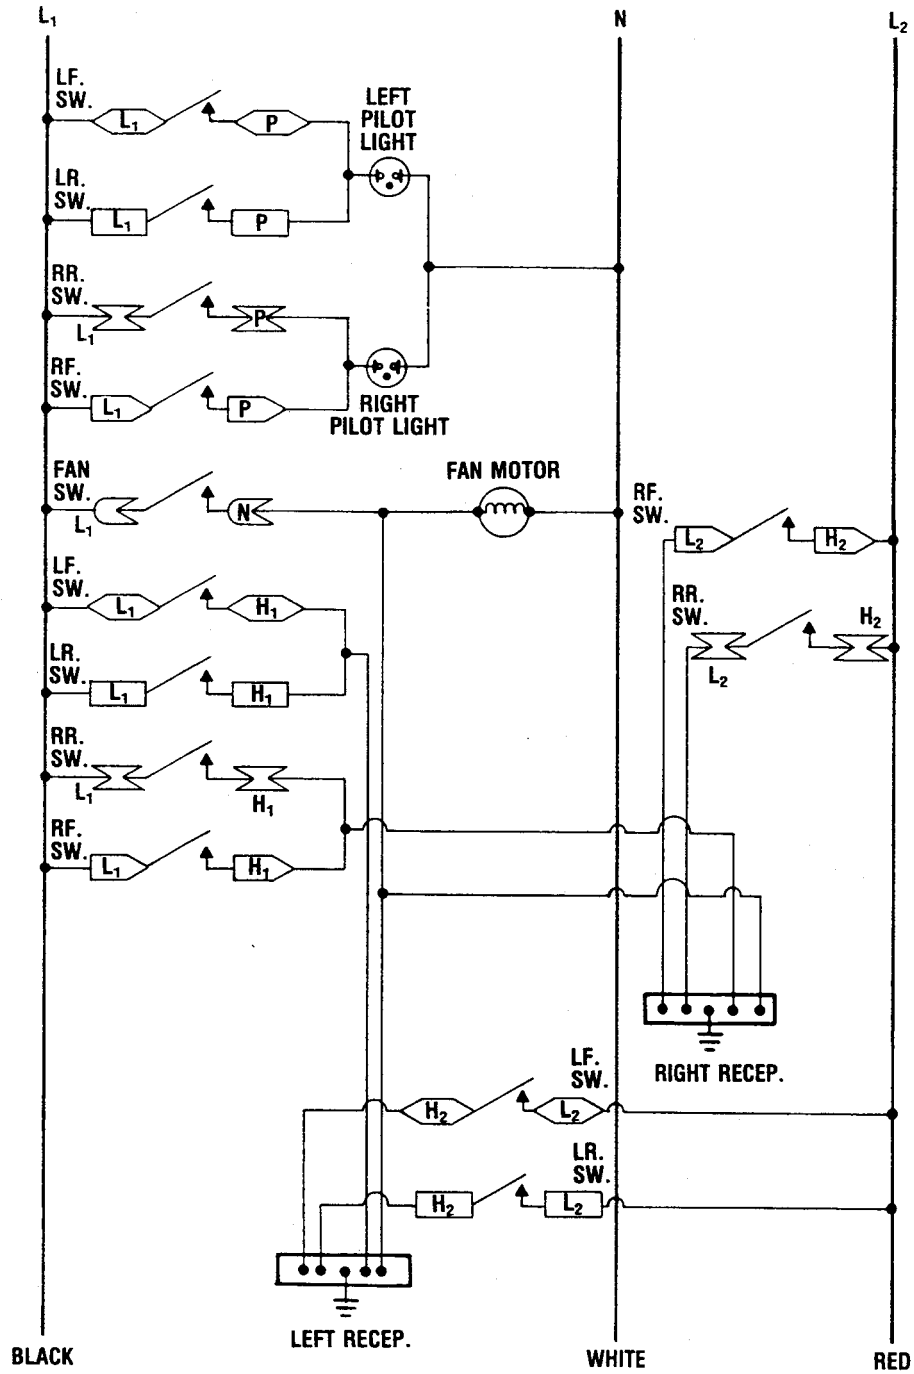 L₁
N
L₂
LF.
SW.
L₁
P
LEFT
PILOT
LIGHT
LR.
SW.
L₁
P
RR.
SW.
L₁
P
RF.
SW.
L₁
P
RIGHT
PILOT LIGHT
FAN
SW.
L₁
N
FAN MOTOR
RF.
SW.
L₂
H₂
LF.
SW.
L₁
H₁
RR.
SW.
L₂
H₂
LR.
SW.
L₁
H₁
RR.
SW.
L₁
H₁
RF.
SW.
L₁
H₁
RIGHT RECEP.
LF.
SW.
H₂
L₂
LR.
SW.
H₂
L₂
LEFT RECEP.
BLACK
WHITE
RED